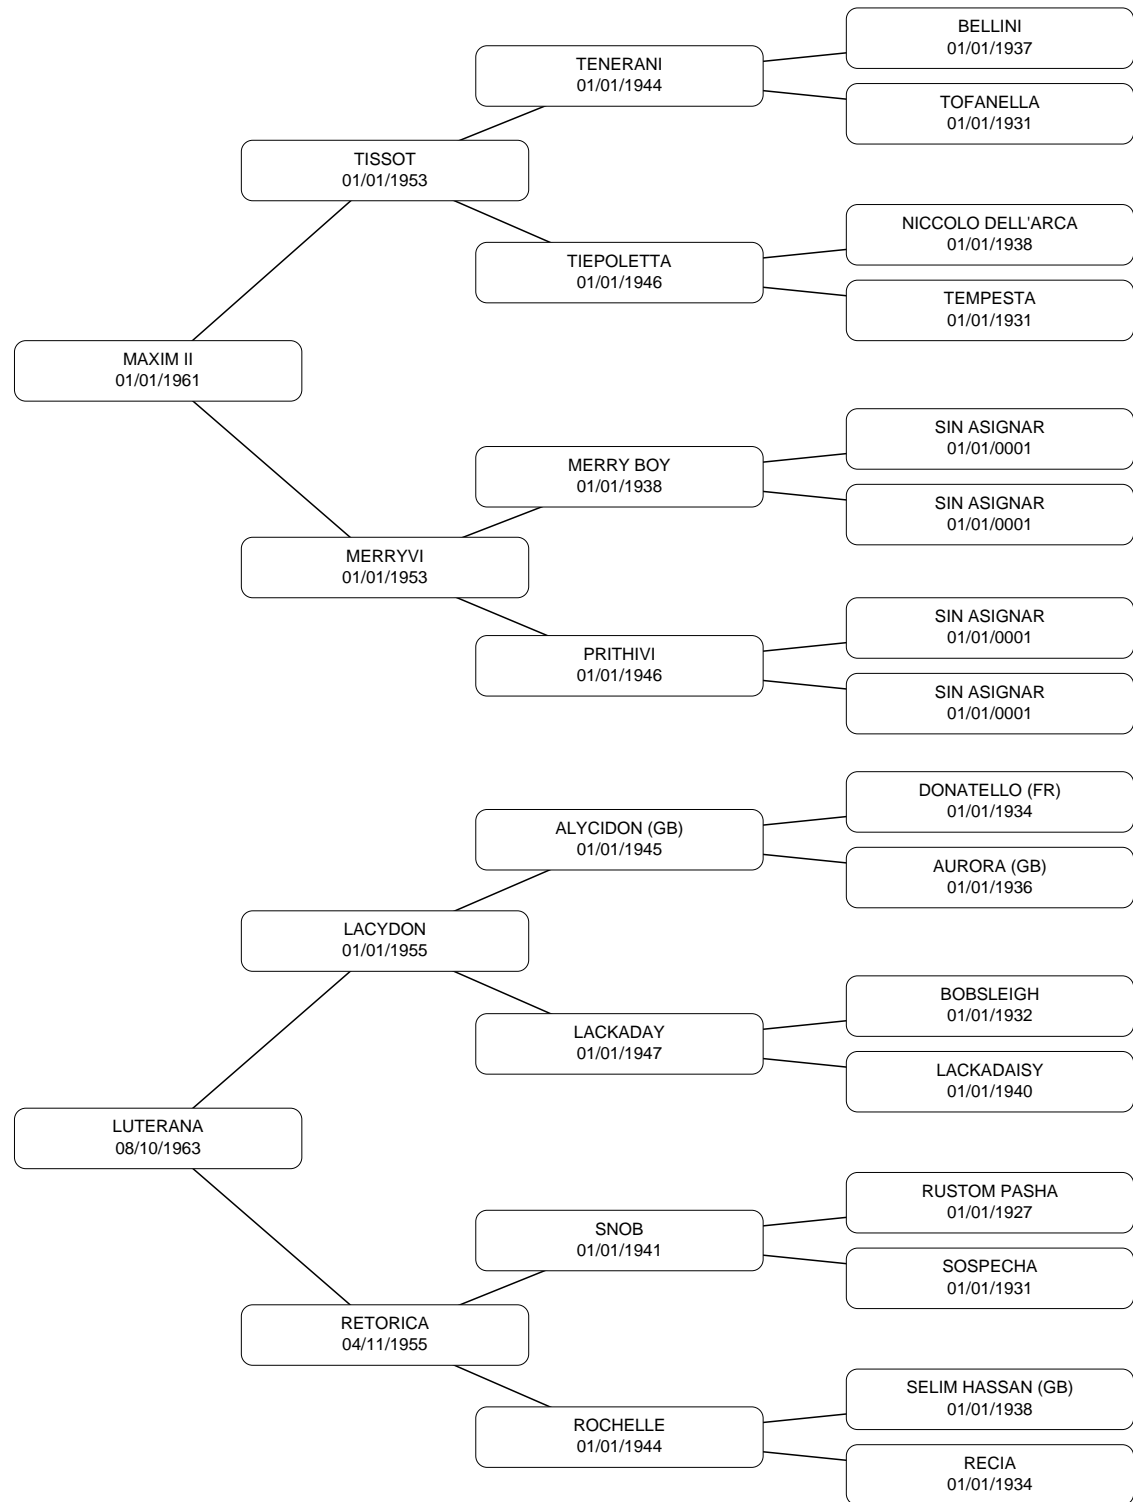 BELLINI
01/01/1937
TENERANI
01/01/1944
TOFANELLA
01/01/1931
TISSOT
01/01/1953
NICCOLO DELL'ARCA
01/01/1938
TIEPOLETTA
01/01/1946
TEMPESTA
01/01/1931
MAXIM II
01/01/1961
SIN ASIGNAR
01/01/0001
MERRY BOY
01/01/1938
SIN ASIGNAR
01/01/0001
MERRYVI
01/01/1953
SIN ASIGNAR
01/01/0001
PRITHIVI
01/01/1946
SIN ASIGNAR
01/01/0001
DONATELLO (FR)
01/01/1934
ALYCIDON (GB)
01/01/1945
AURORA (GB)
01/01/1936
LACYDON
01/01/1955
BOBSLEIGH
01/01/1932
LACKADAY
01/01/1947
LACKADAISY
01/01/1940
LUTERANA
08/10/1963
RUSTOM PASHA
01/01/1927
SNOB
01/01/1941
SOSPECHA
01/01/1931
RETORICA
04/11/1955
SELIM HASSAN (GB)
01/01/1938
ROCHELLE
01/01/1944
RECIA
01/01/1934